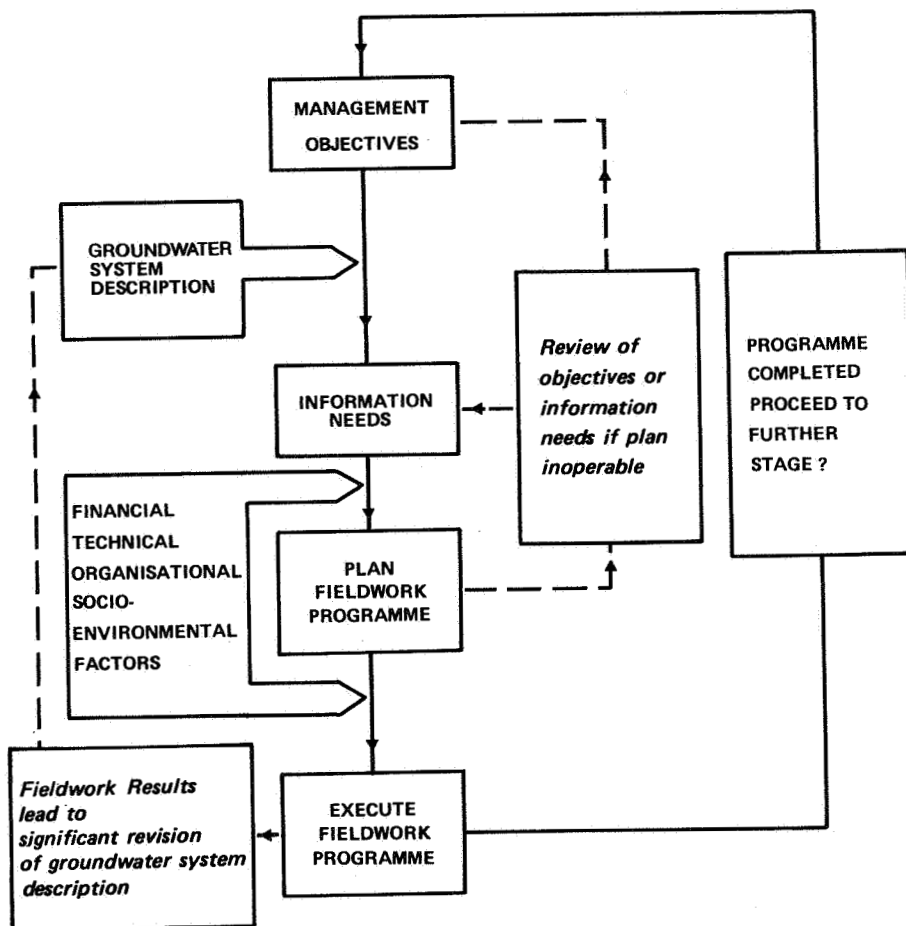 MANAGEMENT
OBJECTIVES
GROUNDWATER
SYSTEM
DESCRIPTION
INFORMATION
NEEDS
Review of
objectives or
information
needs if plan
inoperable
PROGRAMME
COMPLETED
PROCEED TO
FURTHER
STAGE ?
FINANCIAL
TECHNICAL
ORGANISATIONAL
SOCIO-
ENVIRONMENTAL
FACTORS
PLAN
FIELDWORK
PROGRAMME
Fieldwork Results
lead to
significant revision
of groundwater system
description
EXECUTE
FIELDWORK
PROGRAMME